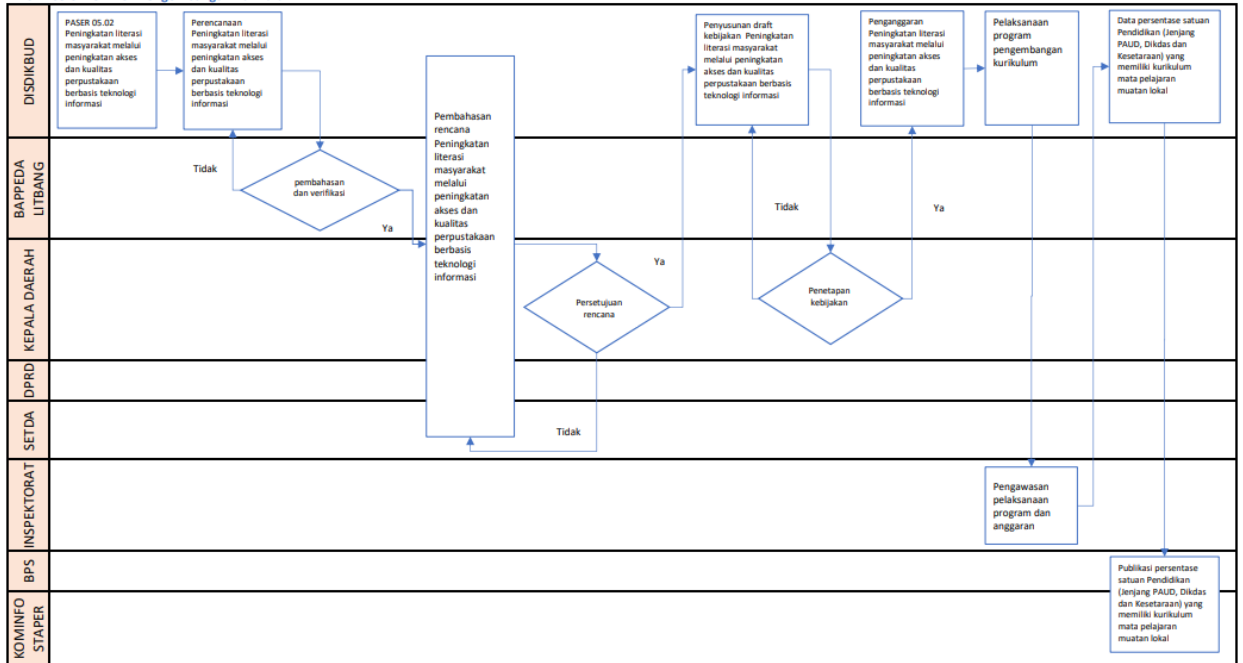 DISDIKBUD
PASER 05.02
Peningkatan literasi
masyarakat melalui
peningkatan akses
dan kualitas
perpustakaan
berbasis teknologi
informasi
Perencanaan
Peningkatan literasi
masyarakat melalui
peningkatan akses
dan kualitas
perpustakaan
berbasis teknologi
informasi
Penyusunan draft
kebijakan Peningkatan
literasi masyarakat
melalui peningkatan
akses dan kualitas
perpustakaan berbasis
teknologi informasi
Penganggaran
Peningkatan literasi
masyarakat melalui
peningkatan akses
dan kualitas
perpustakaan
berbasis teknologi
informasi
Pelaksanaan
program
pengembangan
kurikulum
Data persentase satuan
Pendidikan (Jenjang
PAUD, Dikdas dan
Kesetaraan) yang
memiliki kurikulum
mata pelajaran
muatan lokal
Pembahasan
rencana
Peningkatan
literasi
masyarakat
melalui
peningkatan
akses dan
kualitas
perpustakaan
berbasis
teknologi
informasi
BAPPEDA
LITBANG
Tidak
pembahasan
dan verifikasi
Ya
Tidak
Ya
KEPALA DAERAH
Ya
Persetujuan
rencana
Penetapan
kebijakan
DPRD
SETDA
Tidak
INSPEKTORAT
Pengawasan
pelaksanaan
program dan
anggaran
BPS
Publikasi persentase
satuan Pendidikan
(Jenjang PAUD, Dikdas
dan Kesetaraan) yang
memiliki kurikulum
mata pelajaran
muatan lokal
KOMINFO
STAPER